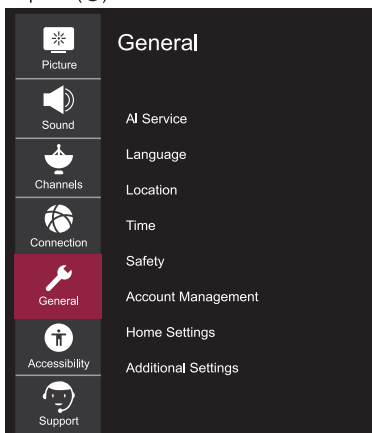 Picture
Sound
Channels
Connection
General
Accessibility
Support
General
AI Service
Language
Location
Time
Safety
Account Management
Home Settings
Additional Settings